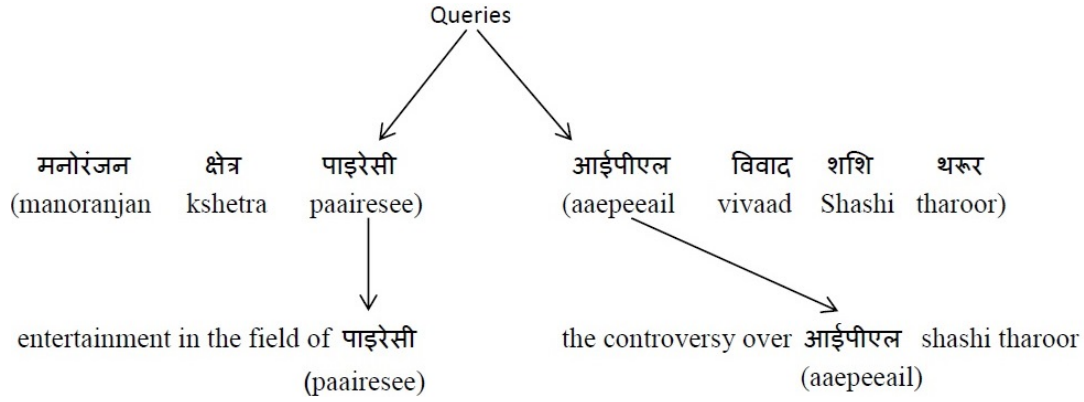 Queries
मनोरंजन क्षेत्र पाइरेसी आईपीएल विवाद शशि थरूर
(manoranjan kshetra paairesee) (aaepeeail vivaad Shashi tharoor)
entertainment in the field of पाइरेसी the controversy over आईपीएल shashi tharoor
(paairesee) (aaepeeail)